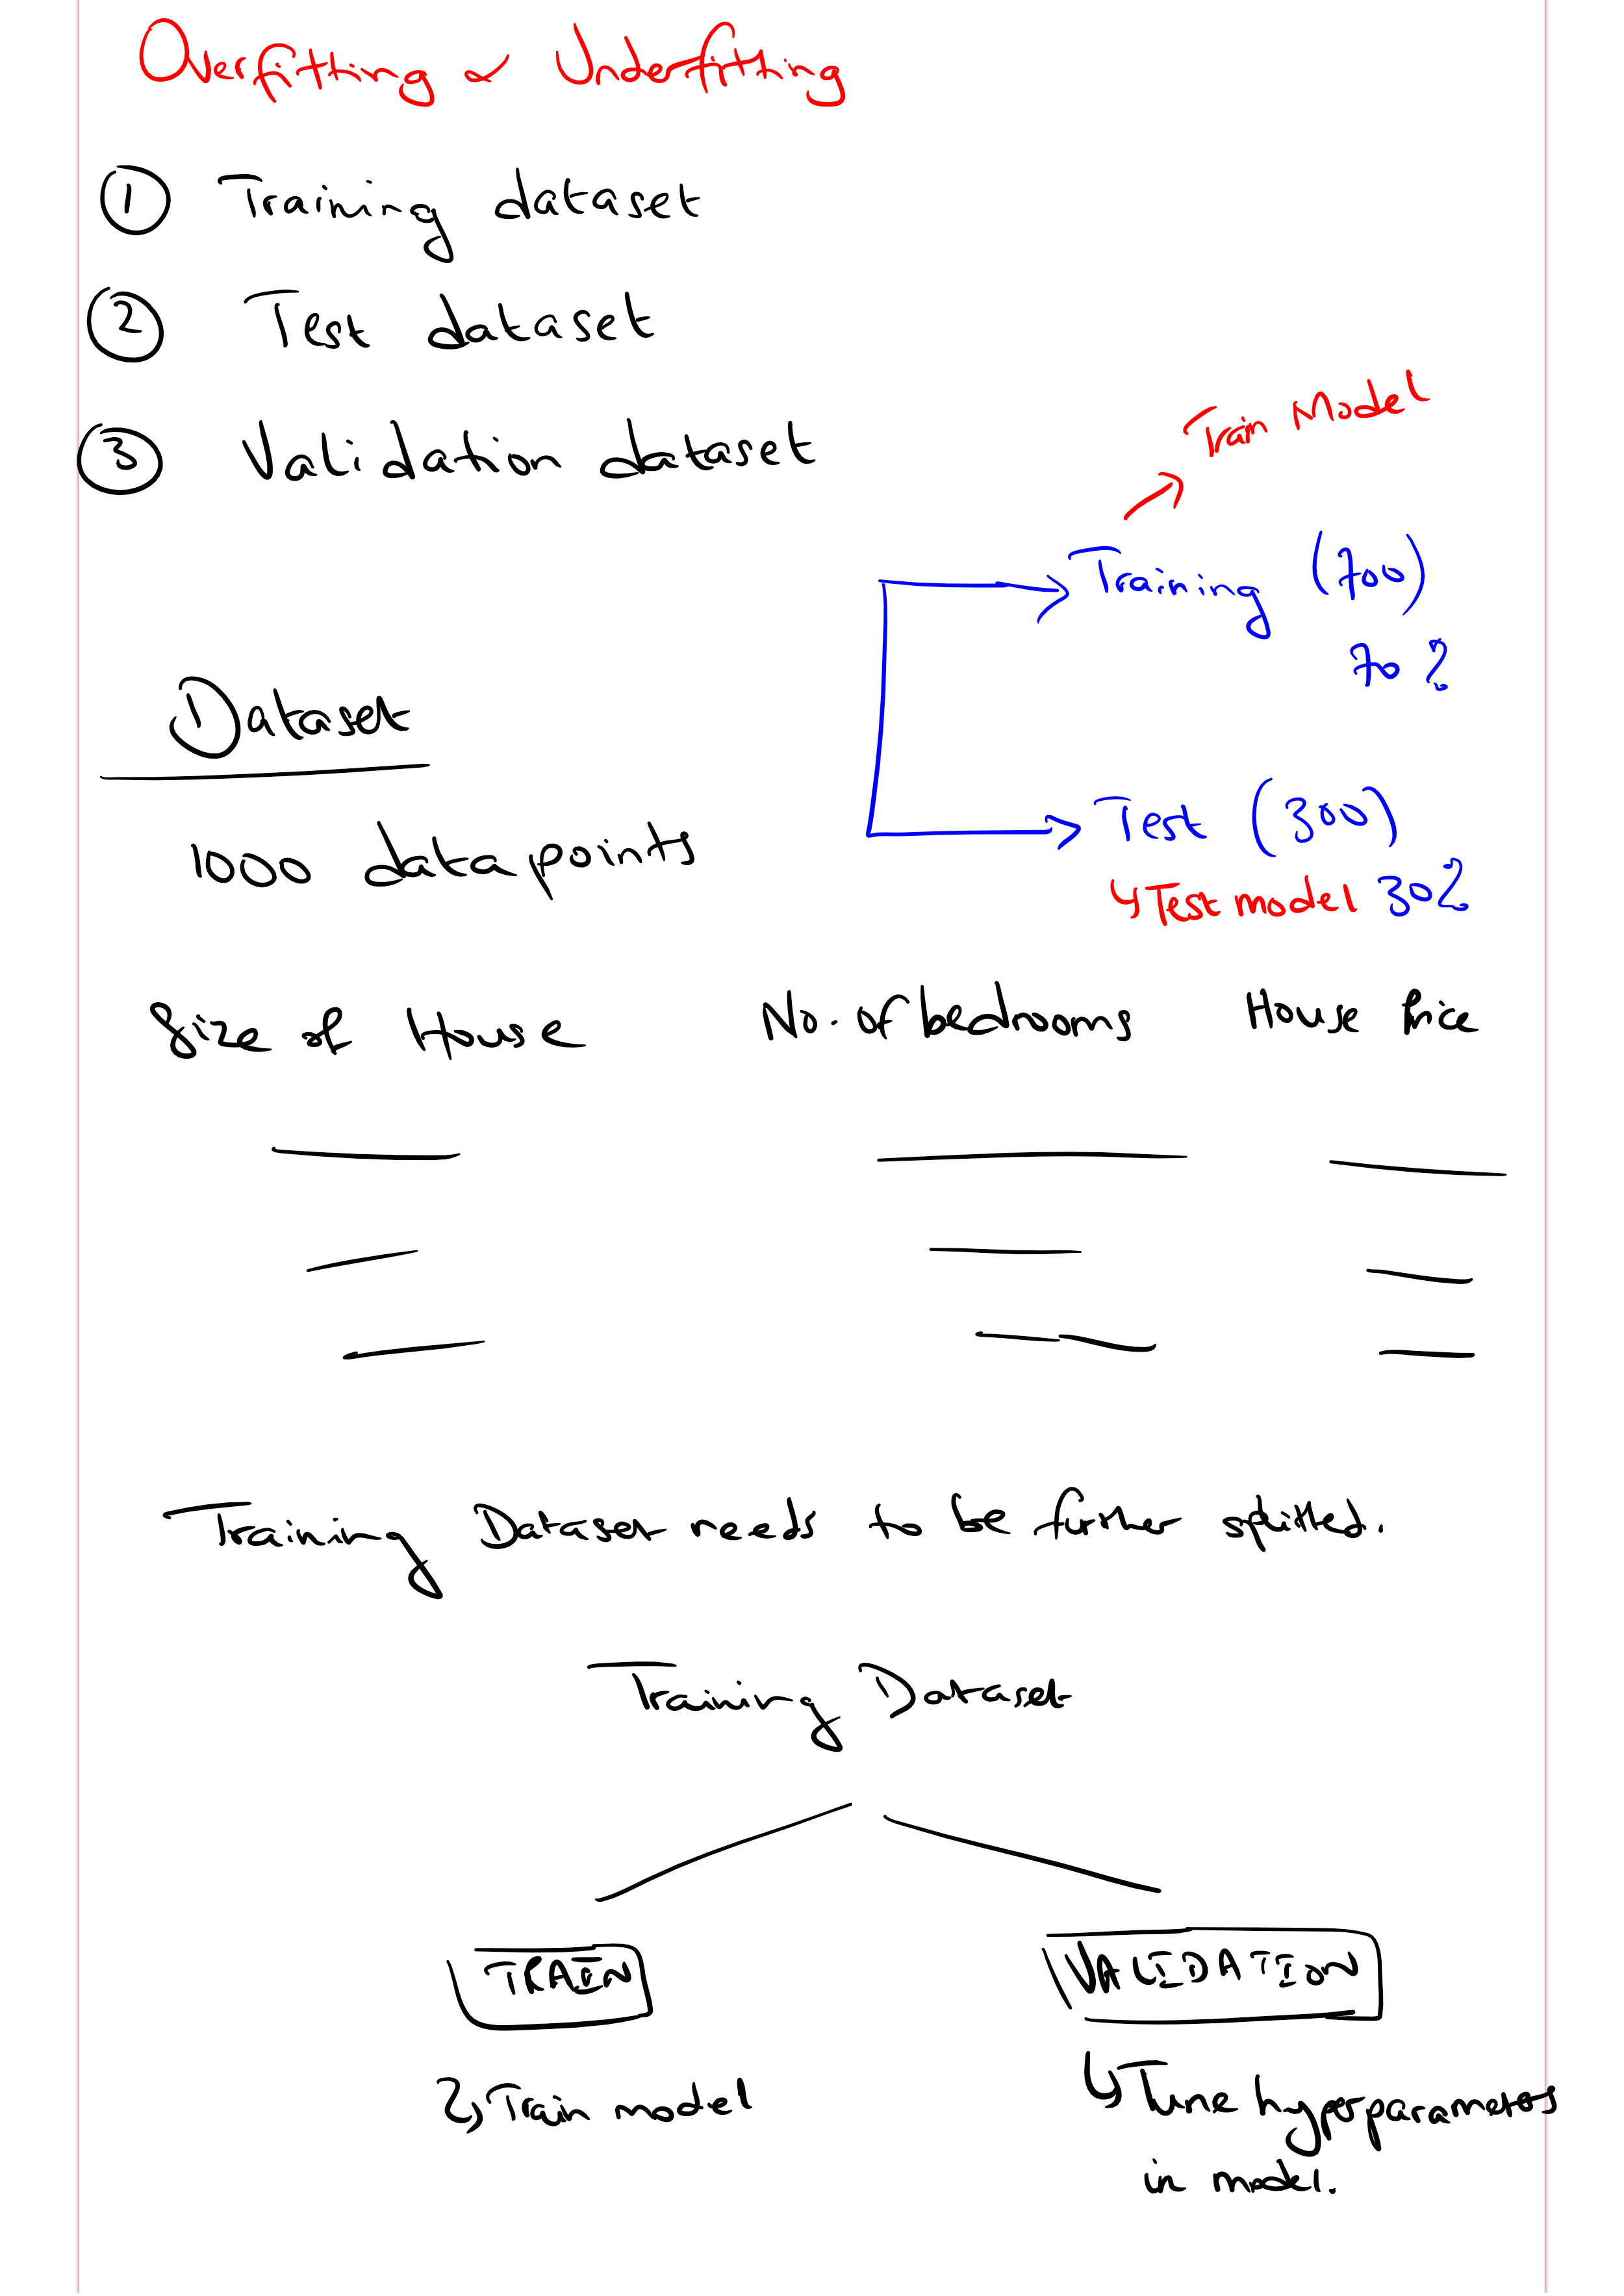 Overfitting & Underfitting
① Training dataset
② Test dataset
③ Validation dataset
Train Model
Training (700)
70 %
Dataset
1000 data points
Test (300)
↳ Test model 30%
Size of House No. of bedrooms House Price
Training Dataset needs to be further splitted.
Training Dataset
TRAIN VALIDATION
↳ Train model
↳ Tune hyperparameters
in model.